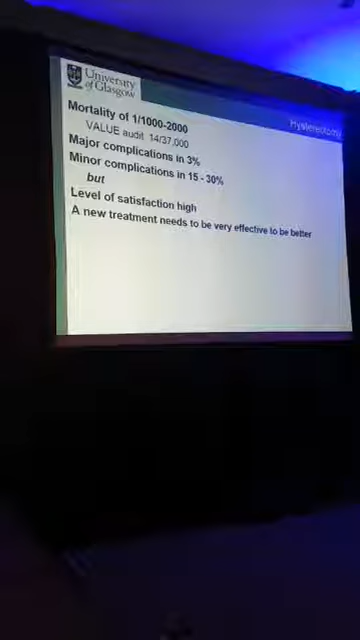 University
of Glasgow
Hysterectomy
Mortality of 1/1000-2000
VALUE audit 14/37,000
Major complications in 3%
Minor complications in 15 - 30%
but
Level of satisfaction high
A new treatment needs to be very effective to be better